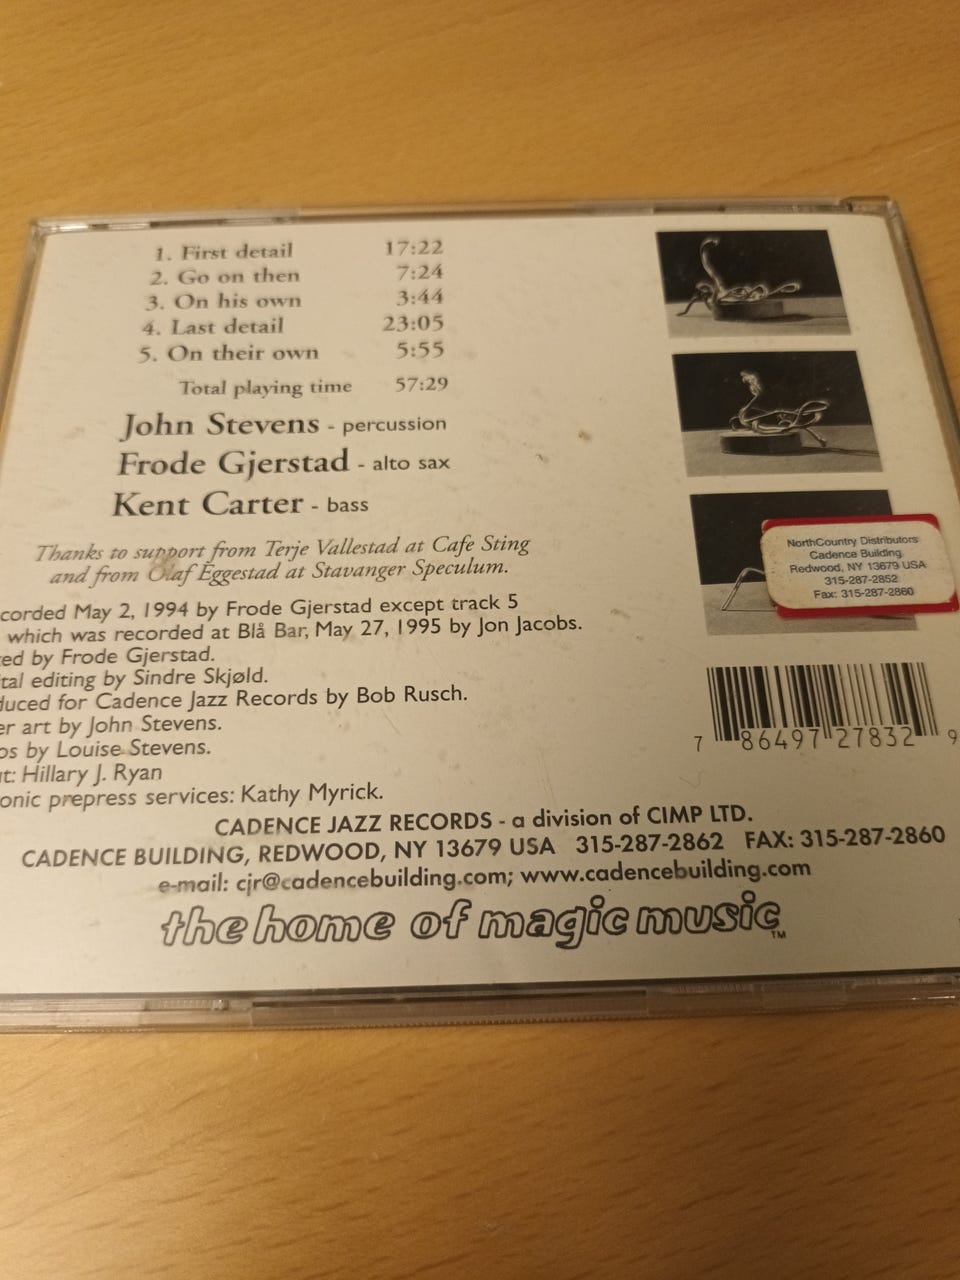 1. First detail 17:22
2. Go on then 7:24
3. On his own 3:44
4. Last detail 23:05
5. On their own 5:55
Total playing time 57:29
John Stevens - percussion
Frode Gjerstad - alto sax
Kent Carter - bass
Thanks to support from Terje Vallestad at Cafe Sting
and from Olaf Eggestad at Stavanger Speculum.
corded May 2, 1994 by Frode Gjerstad except track 5
which was recorded at Blå Bar, May 27, 1995 by Jon Jacobs.
ed by Frode Gjerstad.
tal editing by Sindre Skjøld.
duced for Cadence Jazz Records by Bob Rusch.
er art by John Stevens.
os by Louise Stevens.
t: Hillary J. Ryan
onic prepress services: Kathy Myrick.
CADENCE JAZZ RECORDS - a division of CIMP LTD.
CADENCE BUILDING, REDWOOD, NY 13679 USA 315-287-2862 FAX: 315-287-2860
e-mail: cjr@cadencebuilding.com; www.cadencebuilding.com
the home of magic music™
NorthCountry Distributors
Cadence Building
Redwood, NY 13679 USA
315-287-2852
Fax: 315-287-2860
7 86497 27832 9